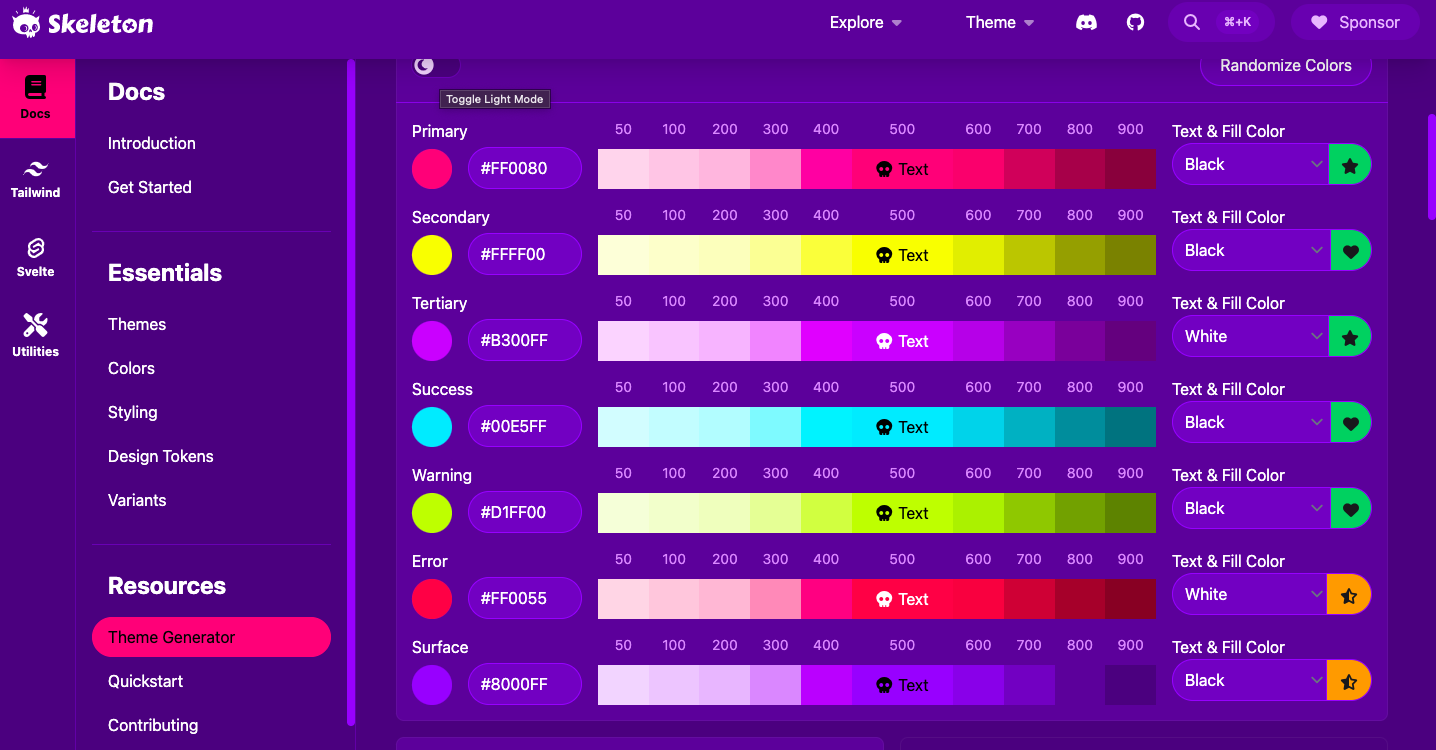 Skeleton
Explore
Theme
⌘+K
Sponsor
Docs
Tailwind
Svelte
Utilities
Docs
Introduction
Get Started
Essentials
Themes
Colors
Styling
Design Tokens
Variants
Resources
Theme Generator
Quickstart
Contributing
Randomize Colors
Toggle Light Mode
Primary 50 100 200 300 400 500 600 700 800 900 Text & Fill Color
#FF0080 Text Black
Secondary 50 100 200 300 400 500 600 700 800 900 Text & Fill Color
#FFFF00 Text Black
Tertiary 50 100 200 300 400 500 600 700 800 900 Text & Fill Color
#B300FF Text White
Success 50 100 200 300 400 500 600 700 800 900 Text & Fill Color
#00E5FF Text Black
Warning 50 100 200 300 400 500 600 700 800 900 Text & Fill Color
#D1FF00 Text Black
Error 50 100 200 300 400 500 600 700 800 900 Text & Fill Color
#FF0055 Text White
Surface 50 100 200 300 400 500 600 700 800 900 Text & Fill Color
#8000FF Text Black